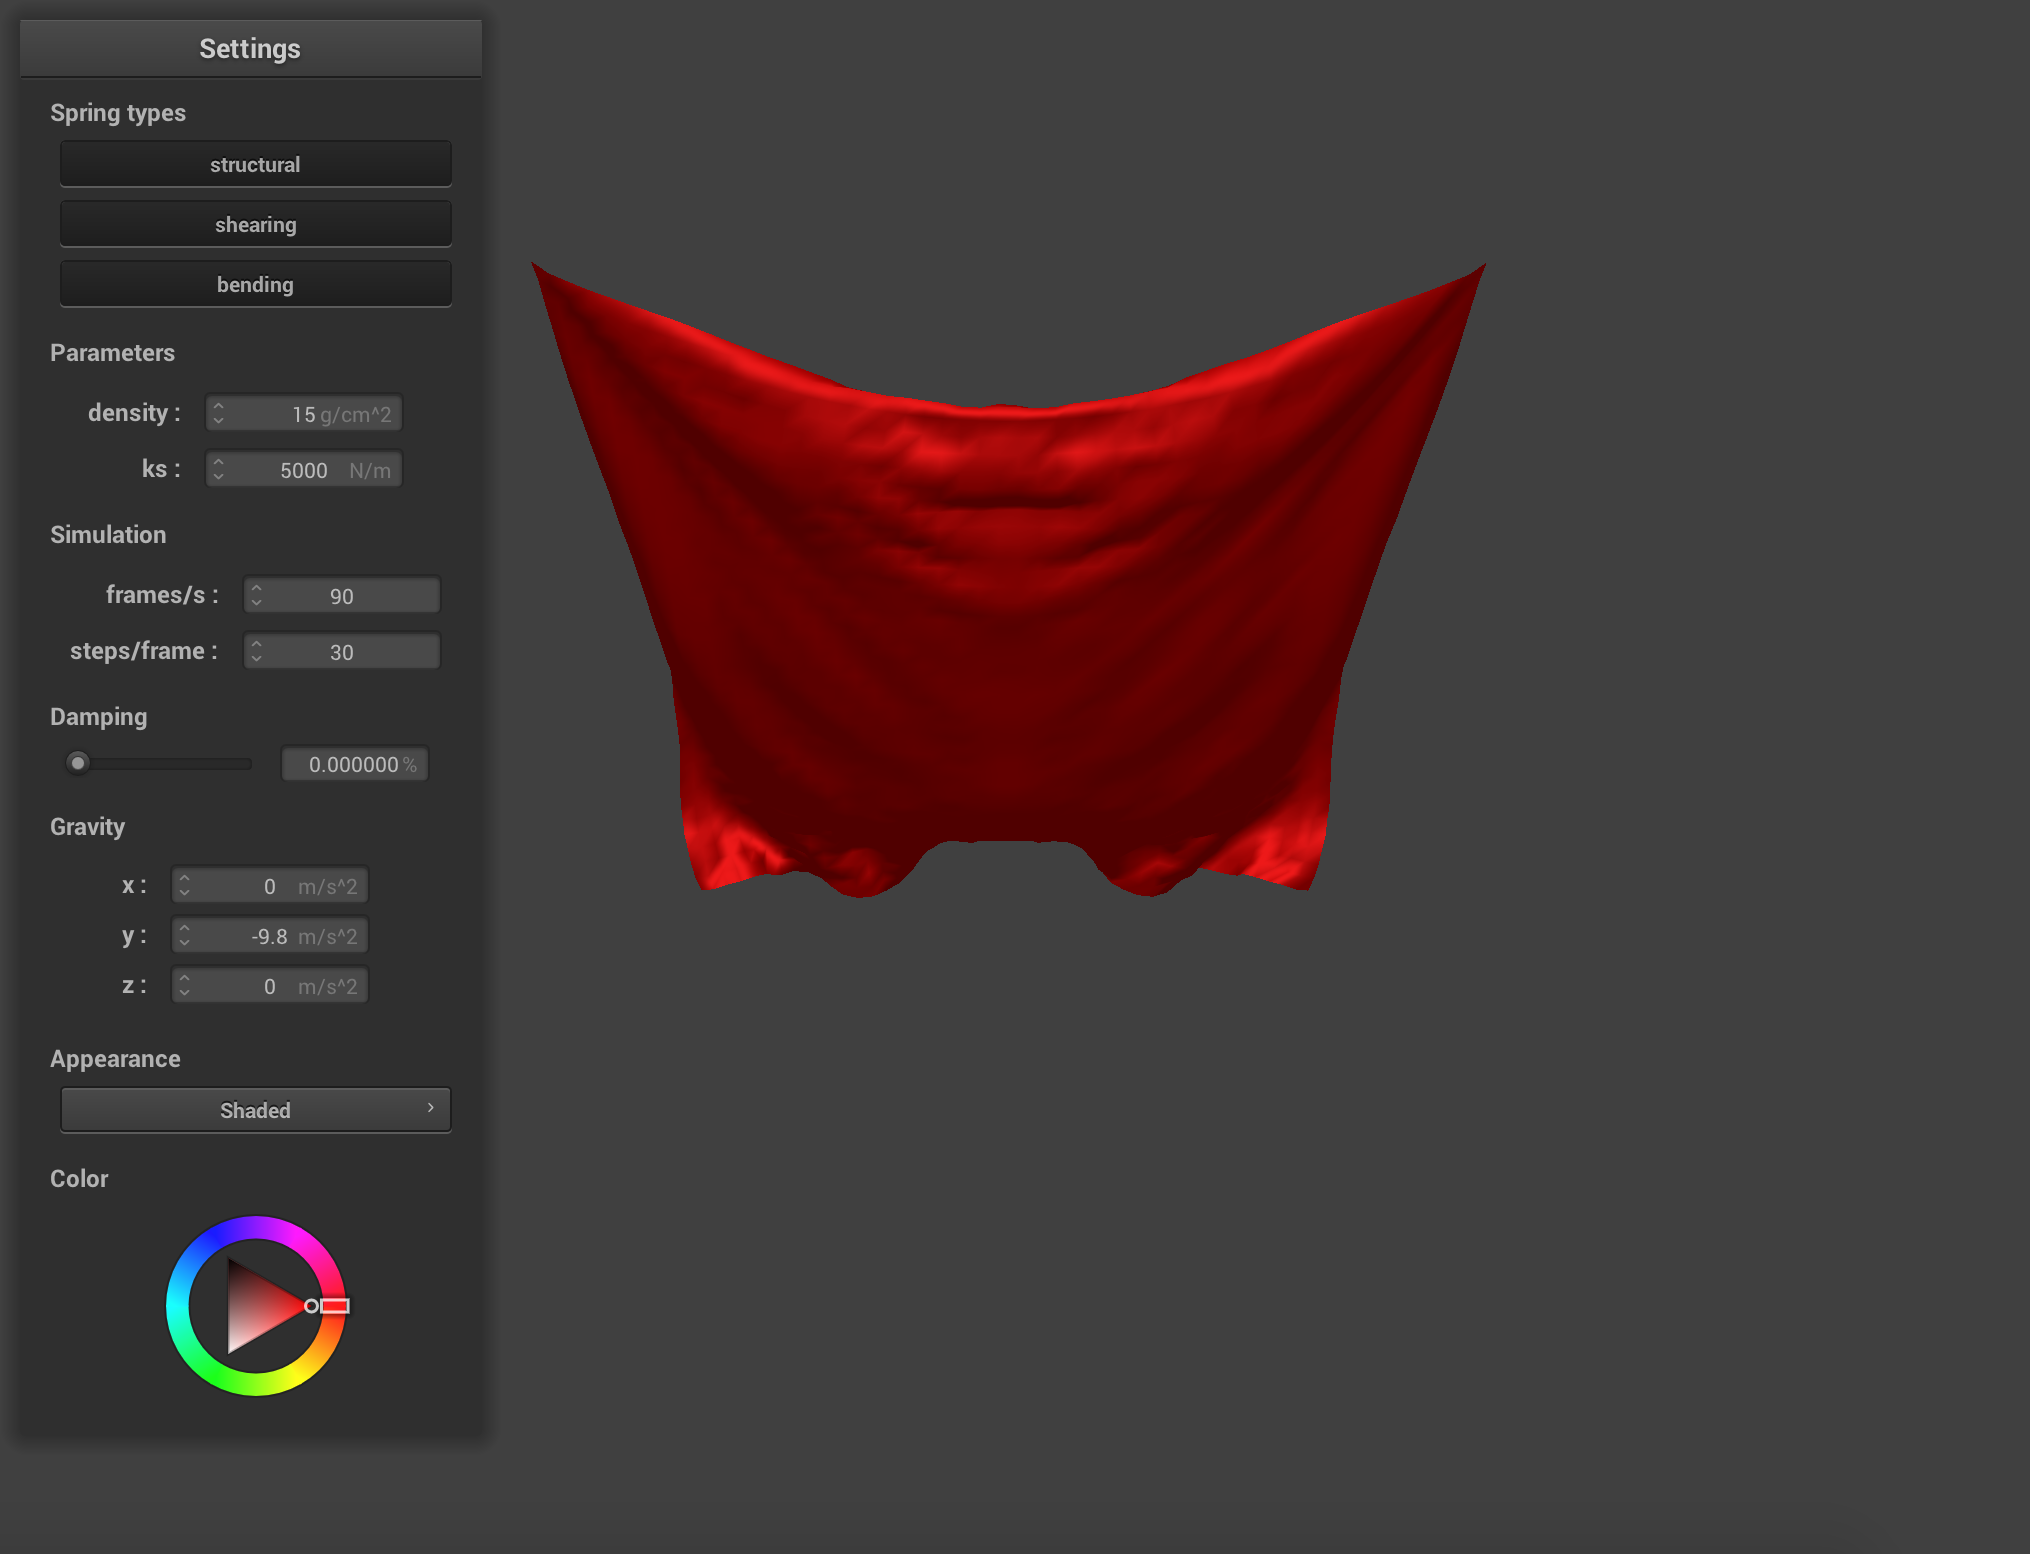 Settings
Spring types
structural
shearing
bending
Parameters
density : 15 g/cm^2
ks : 5000 N/m
Simulation
frames/s : 90
steps/frame : 30
Damping
0.000000 %
Gravity
x : 0 m/s^2
y : -9.8 m/s^2
z : 0 m/s^2
Appearance
Shaded
Color